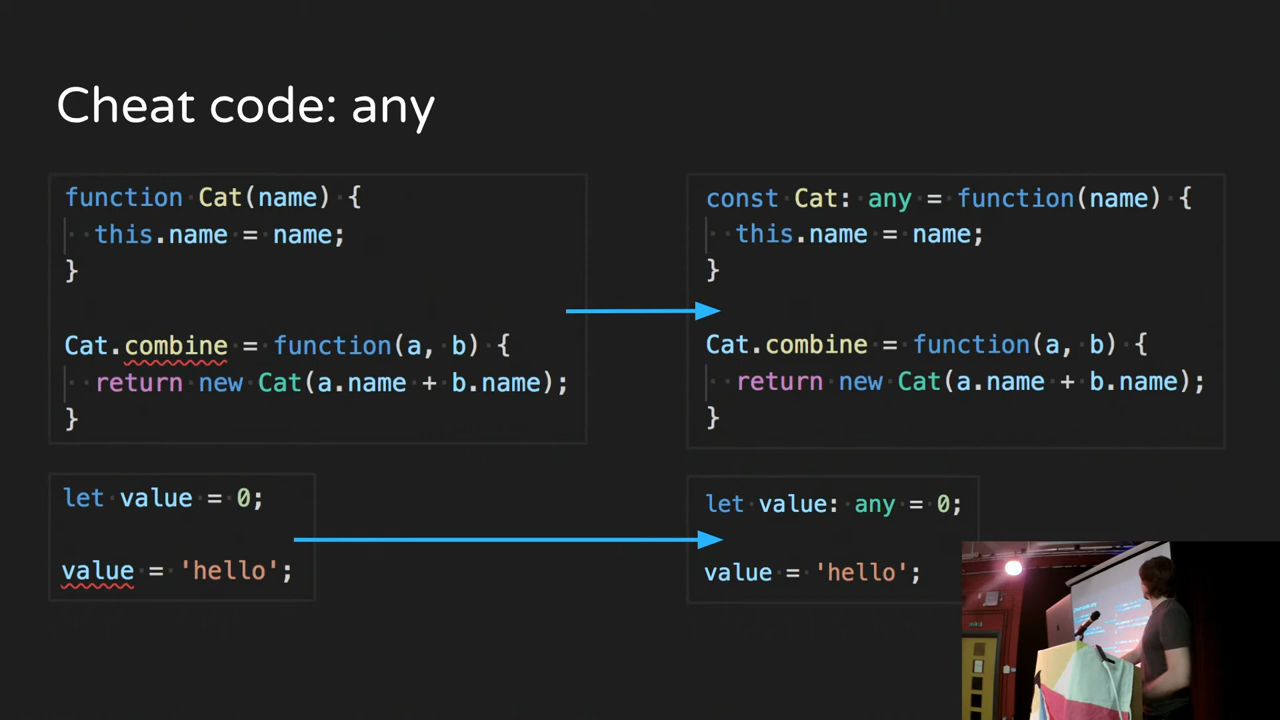 Cheat code: any
function Cat(name) {
this.name = name;
}
Cat.combine = function(a, b) {
return new Cat(a.name + b.name);
}
let value = 0;
value = 'hello';
const Cat: any = function(name) {
this.name = name;
}
Cat.combine = function(a, b) {
return new Cat(a.name + b.name);
}
let value: any = 0;
value = 'hello';